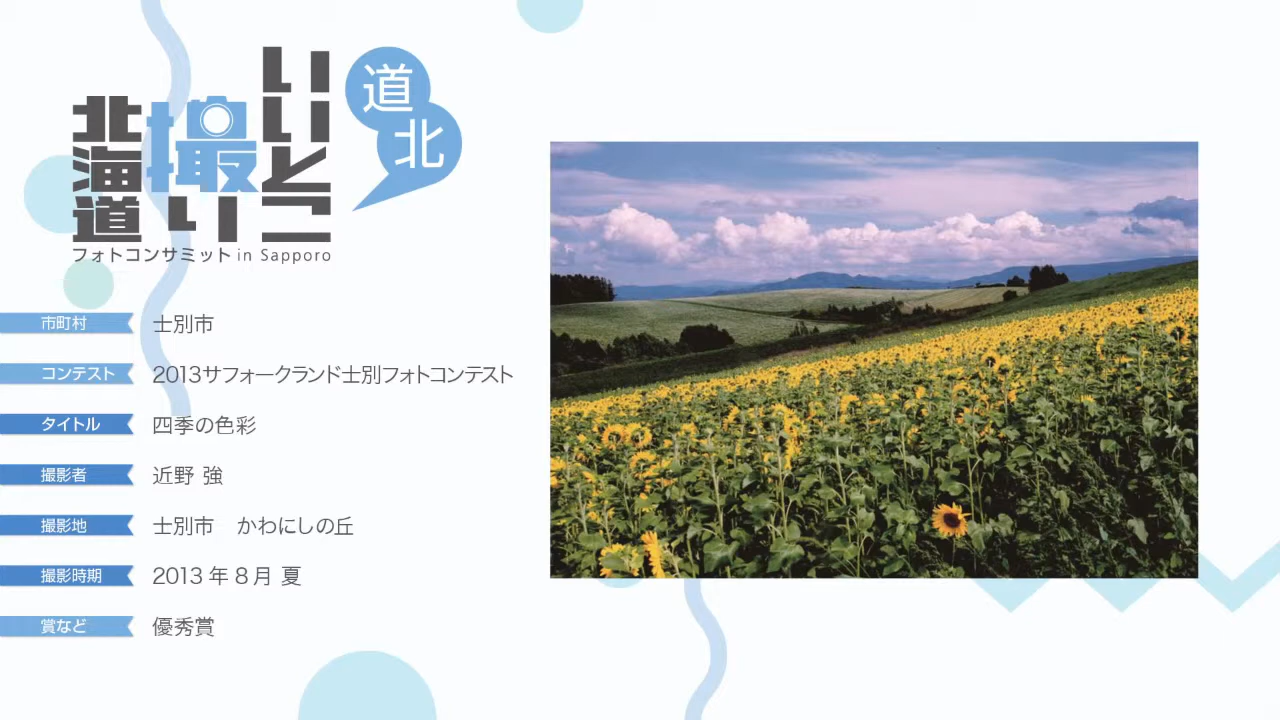 北海道
撮り
いいとこ
道北
フォトコンサミット in Sapporo
市町村 士別市
コンテスト 2013サフォークランド士別フォトコンテスト
タイトル 四季の色彩
撮影者 近野 強
撮影地 士別市　かわにしの丘
撮影時期 2013年8月 夏
賞など 優秀賞